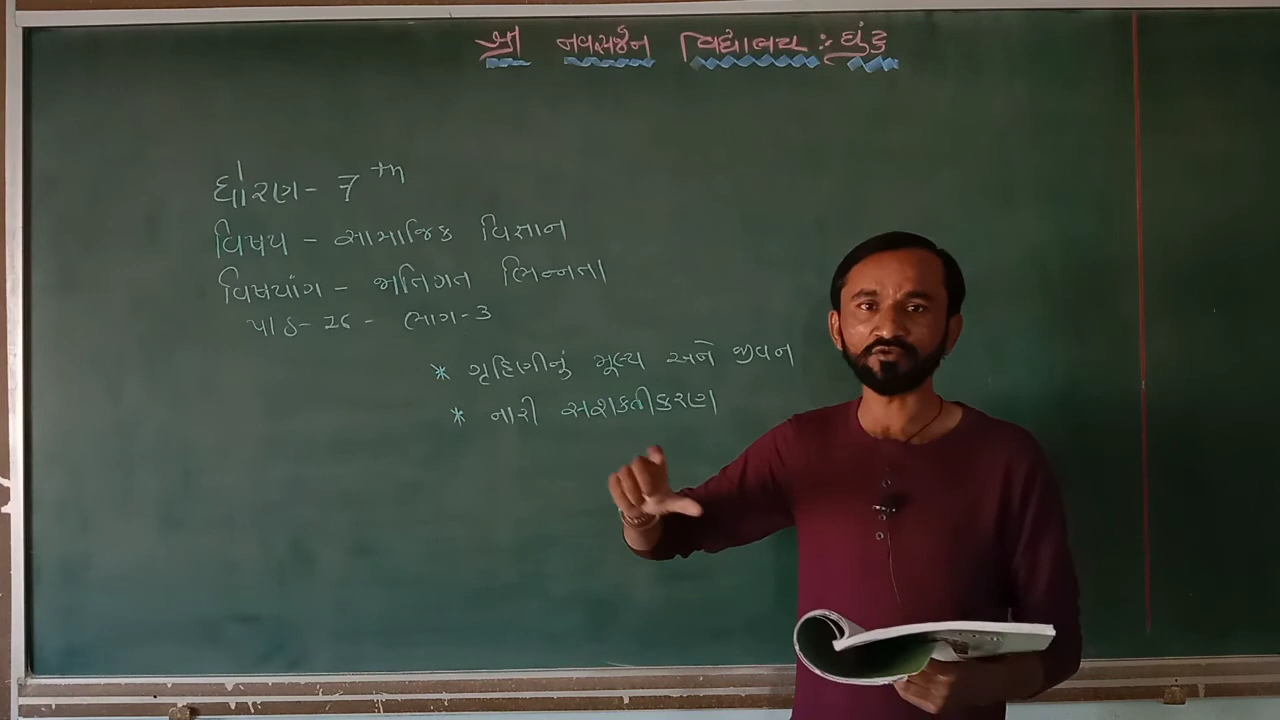 શ્રી નવસર્જન વિદ્યાલય : ઘુંટુ
ધોરણ - 7th
વિષય - સામાજિક વિજ્ઞાન
વિષયાંગ - જાતિગત ભિન્નતા
પાઠ - 16 - ભાગ - 3
* ગૃહિણીનું મૂલ્ય અને જીવન
* નારી સશક્તીકરણ